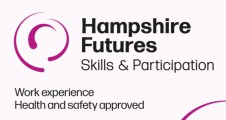 Hampshire
Futures
Skills & Participation
Work experience
Health and safety approved